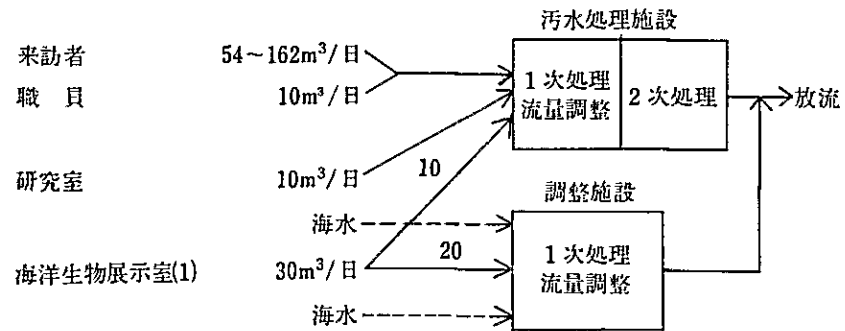 汚水処理施設
来訪者 54～162m³/日
職員 10m³/日
1次処理
流量調整
2次処理
放流
研究室 10m³/日
10
調整施設
海水
20
海洋生物展示室(1) 30m³/日
1次処理
流量調整
海水